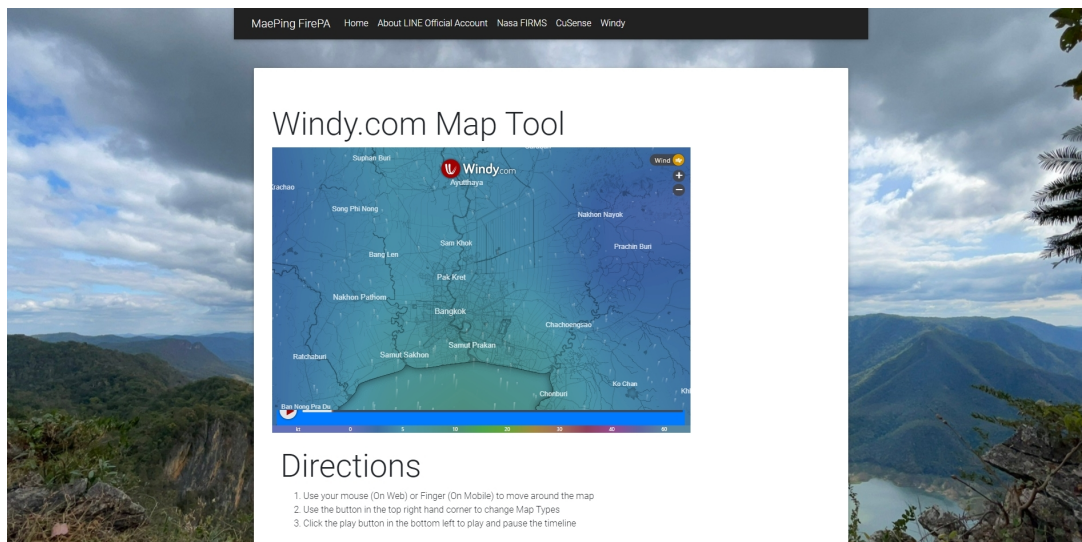 MaePing FirePA Home About LINE Official Account Nasa FIRMS CuSense Windy
Windy.com Map Tool
Suphan Buri
Windy.com
Wind
Ayutthaya
Song Phi Nong
Nakhon Nayok
Sam Khok
Prachin Buri
Bang Len
Pak Kret
Nakhon Pathom
Bangkok
Chachoengsao
Samut Prakan
Ratchaburi
Samut Sakhon
Ko Chan
Chonburi
Ban Nong Pra Du
kt 0 5 10 20 30 40 60
Directions
1. Use your mouse (On Web) or Finger (On Mobile) to move around the map
2. Use the button in the top right hand corner to change Map Types
3. Click the play button in the bottom left to play and pause the timeline